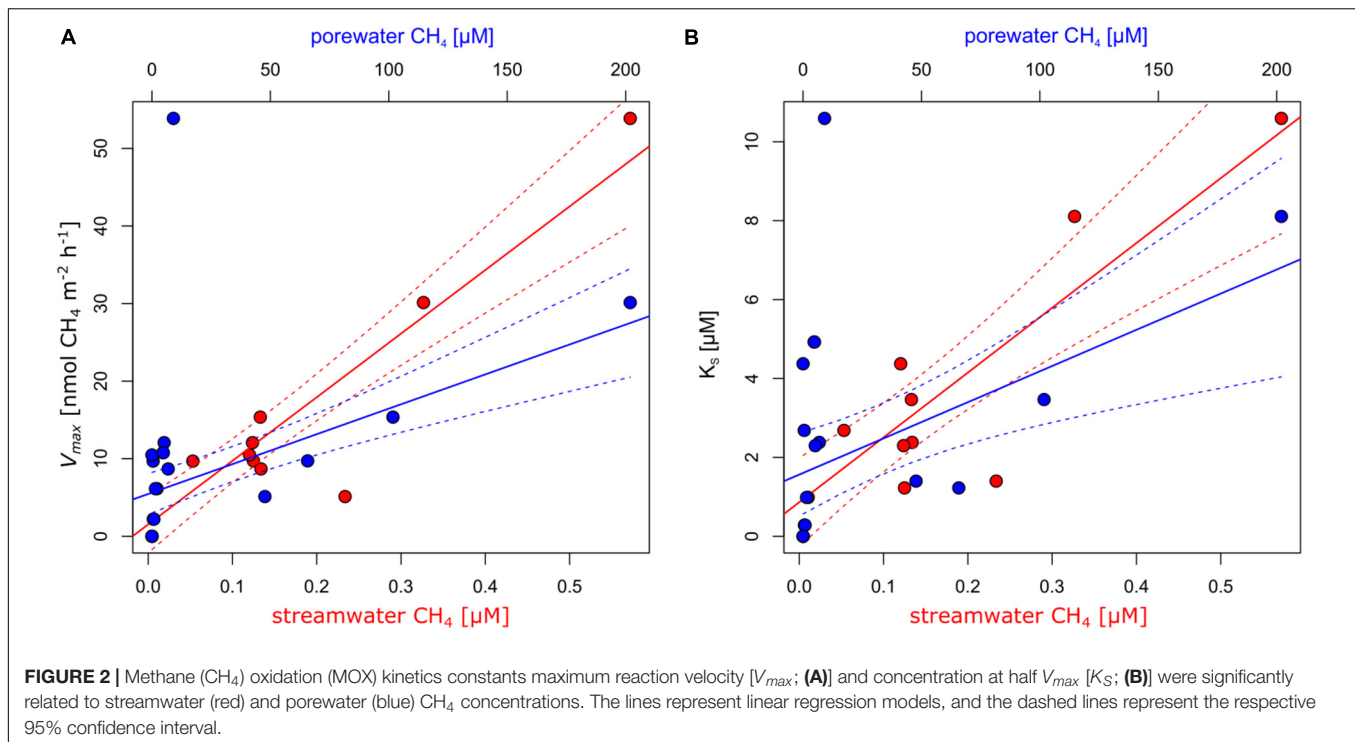 A
porewater CH₄ [µM]
0 50 100 150 200
50
40
30
20
10
0
V_max [nmol CH₄ m⁻² h⁻¹]
0.0 0.1 0.2 0.3 0.4 0.5
streamwater CH₄ [µM]
B
porewater CH₄ [µM]
0 50 100 150 200
10
8
6
4
2
0
K_s [µM]
0.0 0.1 0.2 0.3 0.4 0.5
streamwater CH₄ [µM]
FIGURE 2 | Methane (CH₄) oxidation (MOX) kinetics constants maximum reaction velocity [V_max; (A)] and concentration at half V_max [K_S; (B)] were significantly
related to streamwater (red) and porewater (blue) CH₄ concentrations. The lines represent linear regression models, and the dashed lines represent the respective
95% confidence interval.